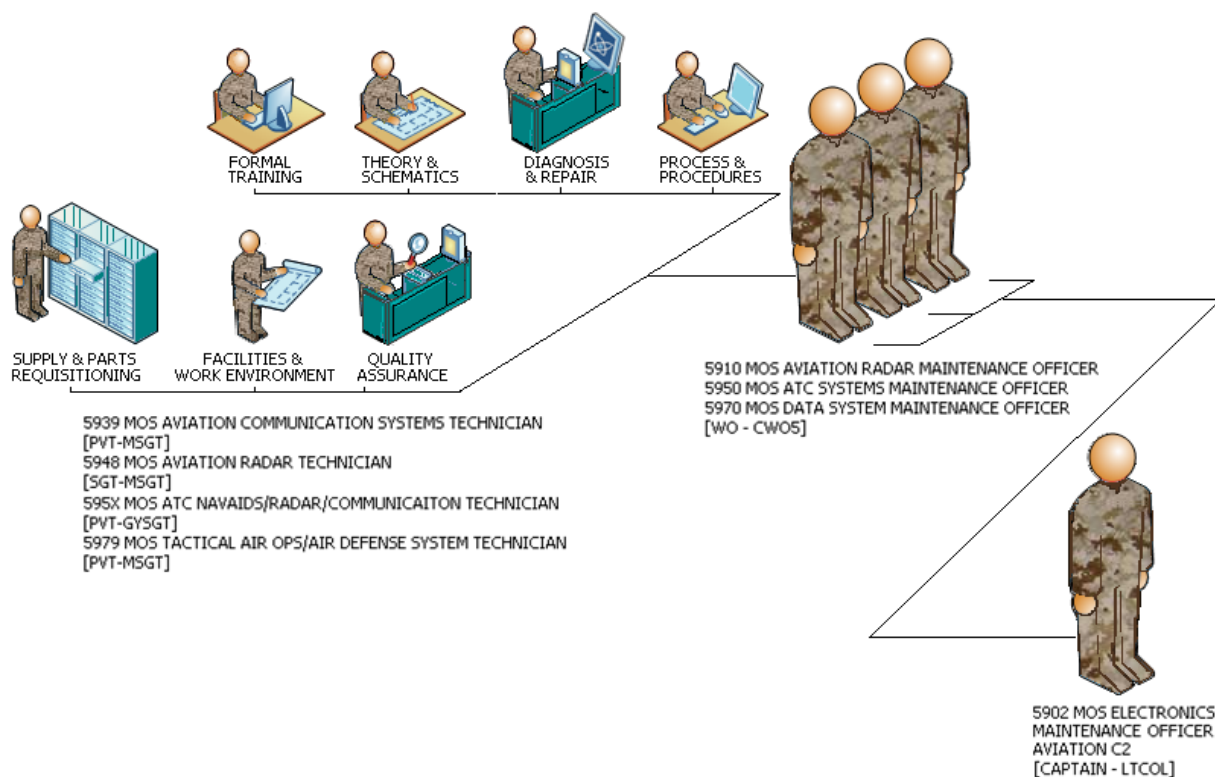 FORMAL
TRAINING
THEORY &
SCHEMATICS
DIAGNOSIS
& REPAIR
PROCESS &
PROCEDURES
SUPPLY & PARTS
REQUISITIONING
FACILITIES &
WORK ENVIRONMENT
QUALITY
ASSURANCE
5939 MOS AVIATION COMMUNICATION SYSTEMS TECHNICIAN
[PVT-MSGT]
5948 MOS AVIATION RADAR TECHNICIAN
[SGT-MSGT]
595X MOS ATC NAVAIDS/RADAR/COMMUNICAITON TECHNICIAN
[PVT-GYSGT]
5979 MOS TACTICAL AIR OPS/AIR DEFENSE SYSTEM TECHNICIAN
[PVT-MSGT]
5910 MOS AVIATION RADAR MAINTENANCE OFFICER
5950 MOS ATC SYSTEMS MAINTENANCE OFFICER
5970 MOS DATA SYSTEM MAINTENANCE OFFICER
[WO - CWO5]
5902 MOS ELECTRONICS
MAINTENANCE OFFICER
AVIATION C2
[CAPTAIN - LTCOL]